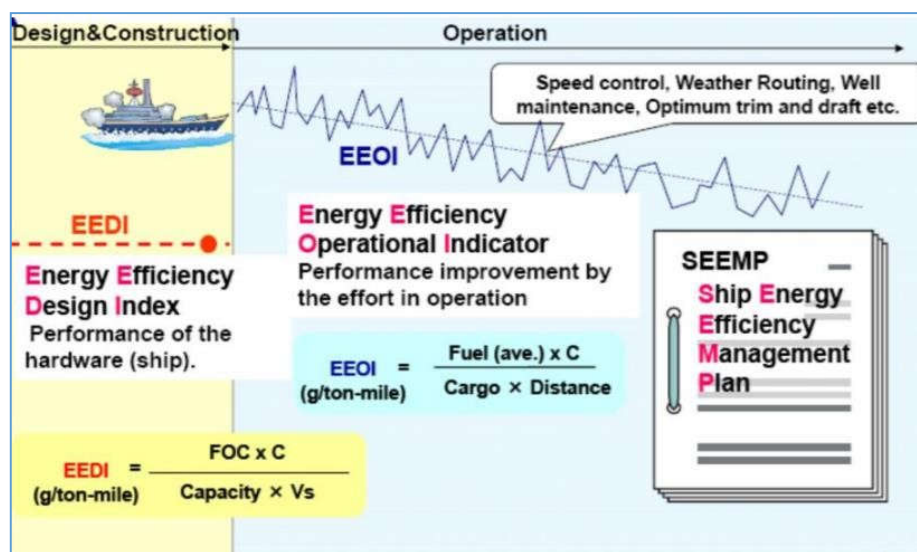 Design&Construction
Operation
Speed control, Weather Routing, Well
maintenance, Optimum trim and draft etc.
EEOI
EEDI
Energy Efficiency
Operational Indicator
Performance improvement by
the effort in operation
Energy Efficiency
Design Index
Performance of the
hardware (ship).
SEEMP
Ship Energy
Efficiency
Management
Plan
EEOI = Fuel (ave.) x C
(g/ton-mile) Cargo × Distance
EEDI = FOC x C
(g/ton-mile) Capacity × Vs